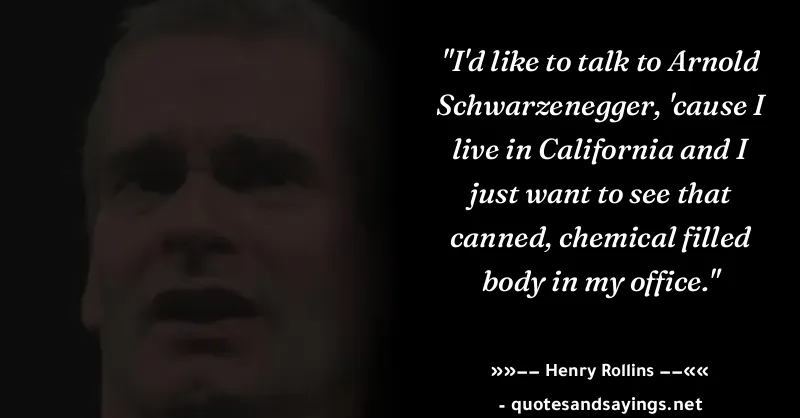 "I'd like to talk to Arnold
Schwarzenegger, 'cause I
live in California and I
just want to see that
canned, chemical filled
body in my office."
»»−− Henry Rollins −−««
- quotesandsayings.net